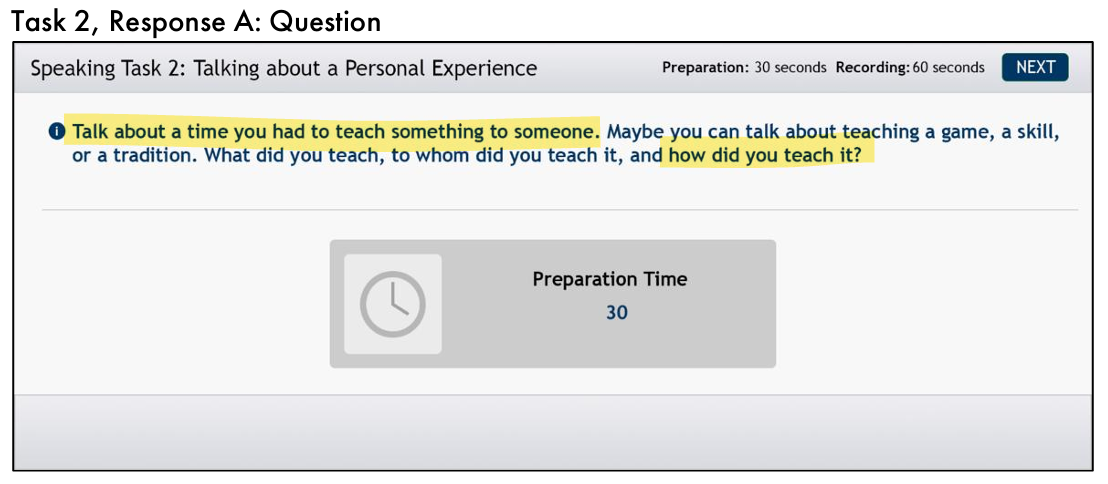 Task 2, Response A: Question
Speaking Task 2: Talking about a Personal Experience
Preparation: 30 seconds Recording: 60 seconds
NEXT
Talk about a time you had to teach something to someone. Maybe you can talk about teaching a game, a skill,
or a tradition. What did you teach, to whom did you teach it, and how did you teach it?
Preparation Time
30